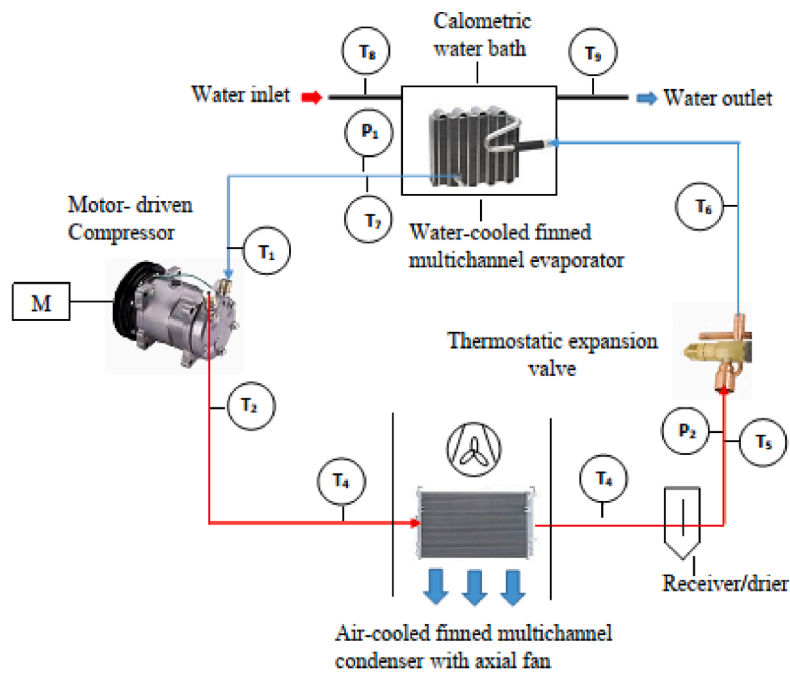 Calometric
water bath
T8
T9
Water inlet
Water outlet
P1
T7
T6
Motor- driven
Compressor
T1
Water-cooled finned
multichannel evaporator
M
Thermostatic expansion
valve
T2
P2
T5
T4
T4
Receiver/drier
Air-cooled finned multichannel
condenser with axial fan